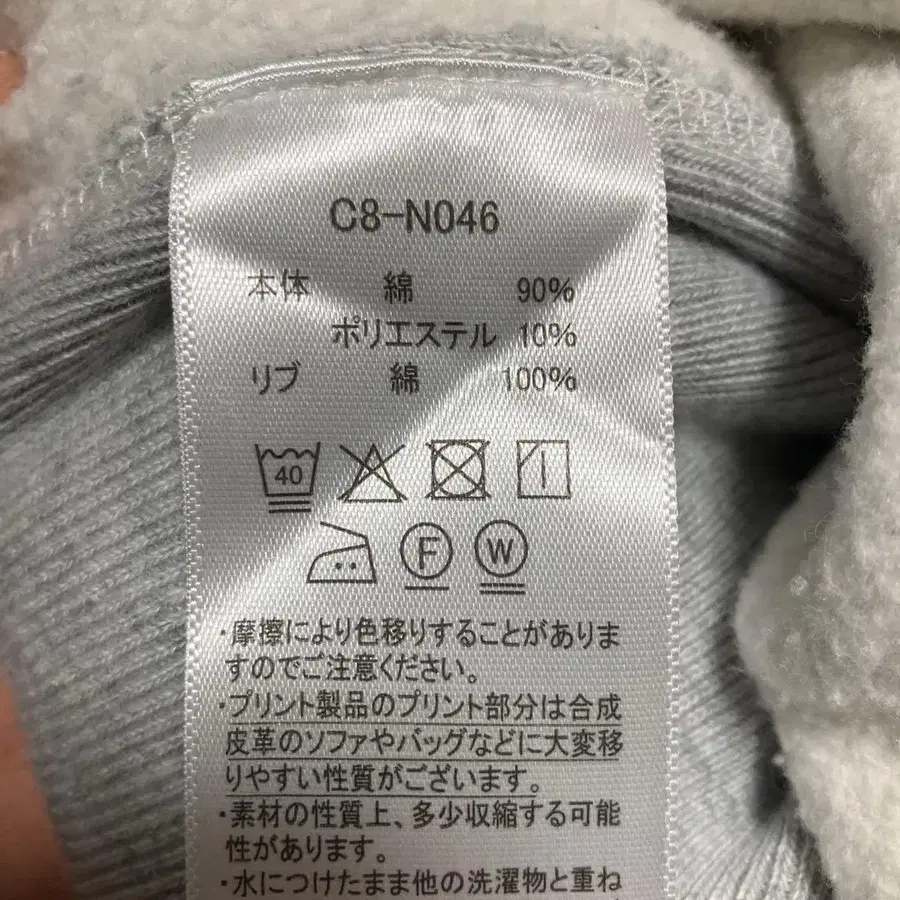 C8-N046
本体 綿 90%
ポリエステル 10%
リブ 綿 100%
40
F W
・摩擦により色移りすることがありま
すのでご注意ください。
・プリント製品のプリント部分は合成
皮革のソファやバッグなどに大変移
りやすい性質がございます。
・素材の性質上、多少収縮する可能
性があります。
・水につけたまま他の洗濯物と重ね